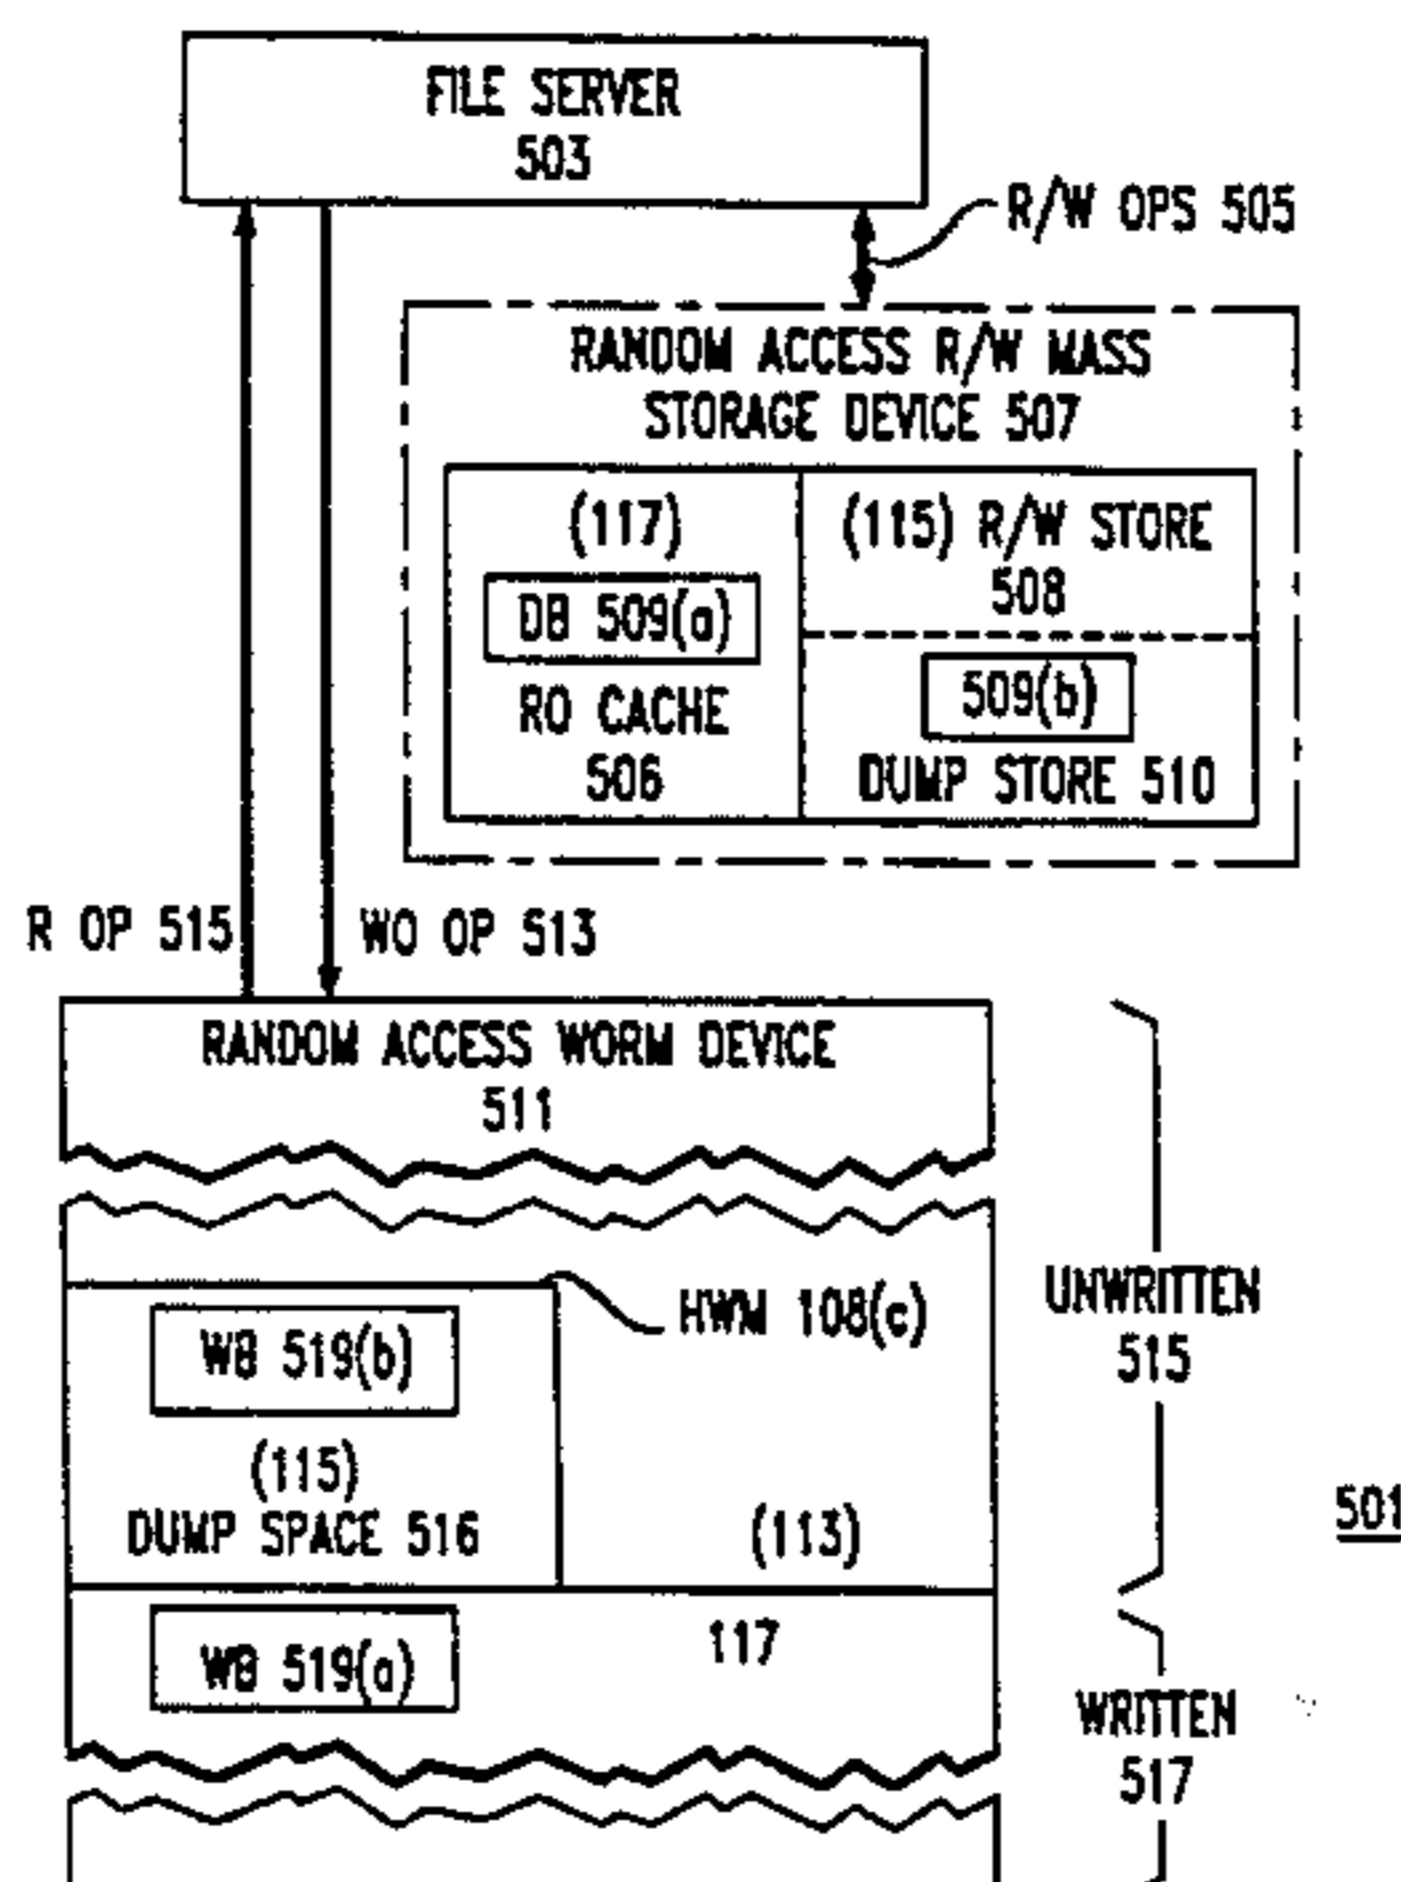 FILE SERVER
503
R/W OPS 505
RANDOM ACCESS R/W MASS
STORAGE DEVICE 507
(117)
DB 509(a)
RO CACHE
506
(115) R/W STORE
508
509(b)
DUMP STORE 510
R OP 515
WO OP 513
RANDOM ACCESS WORM DEVICE
511
HWM 108(c)
WB 519(b)
(115)
DUMP SPACE 516
(113)
UNWRITTEN
515
501
WB 519(a)
117
WRITTEN
517